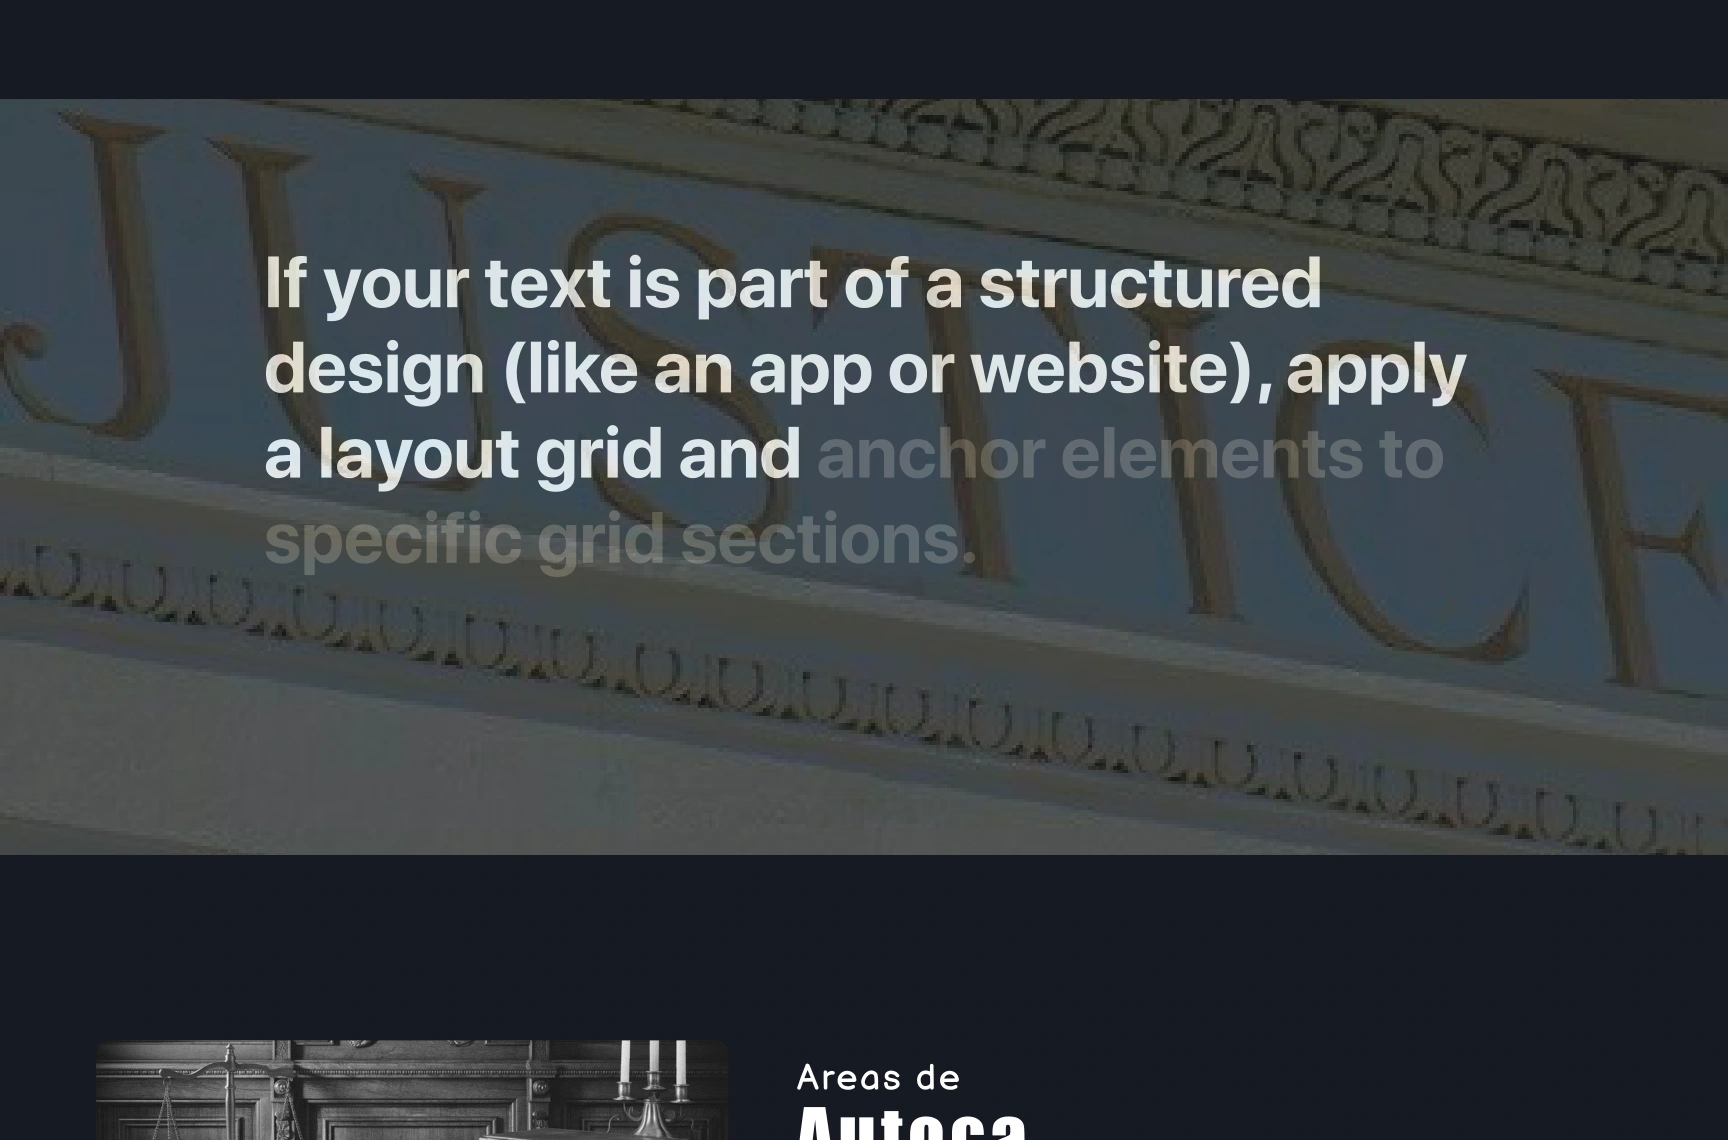 JUSTICE
If your text is part of a structured
design (like an app or website), apply
a layout grid and anchor elements to
specific grid sections.
Areas de